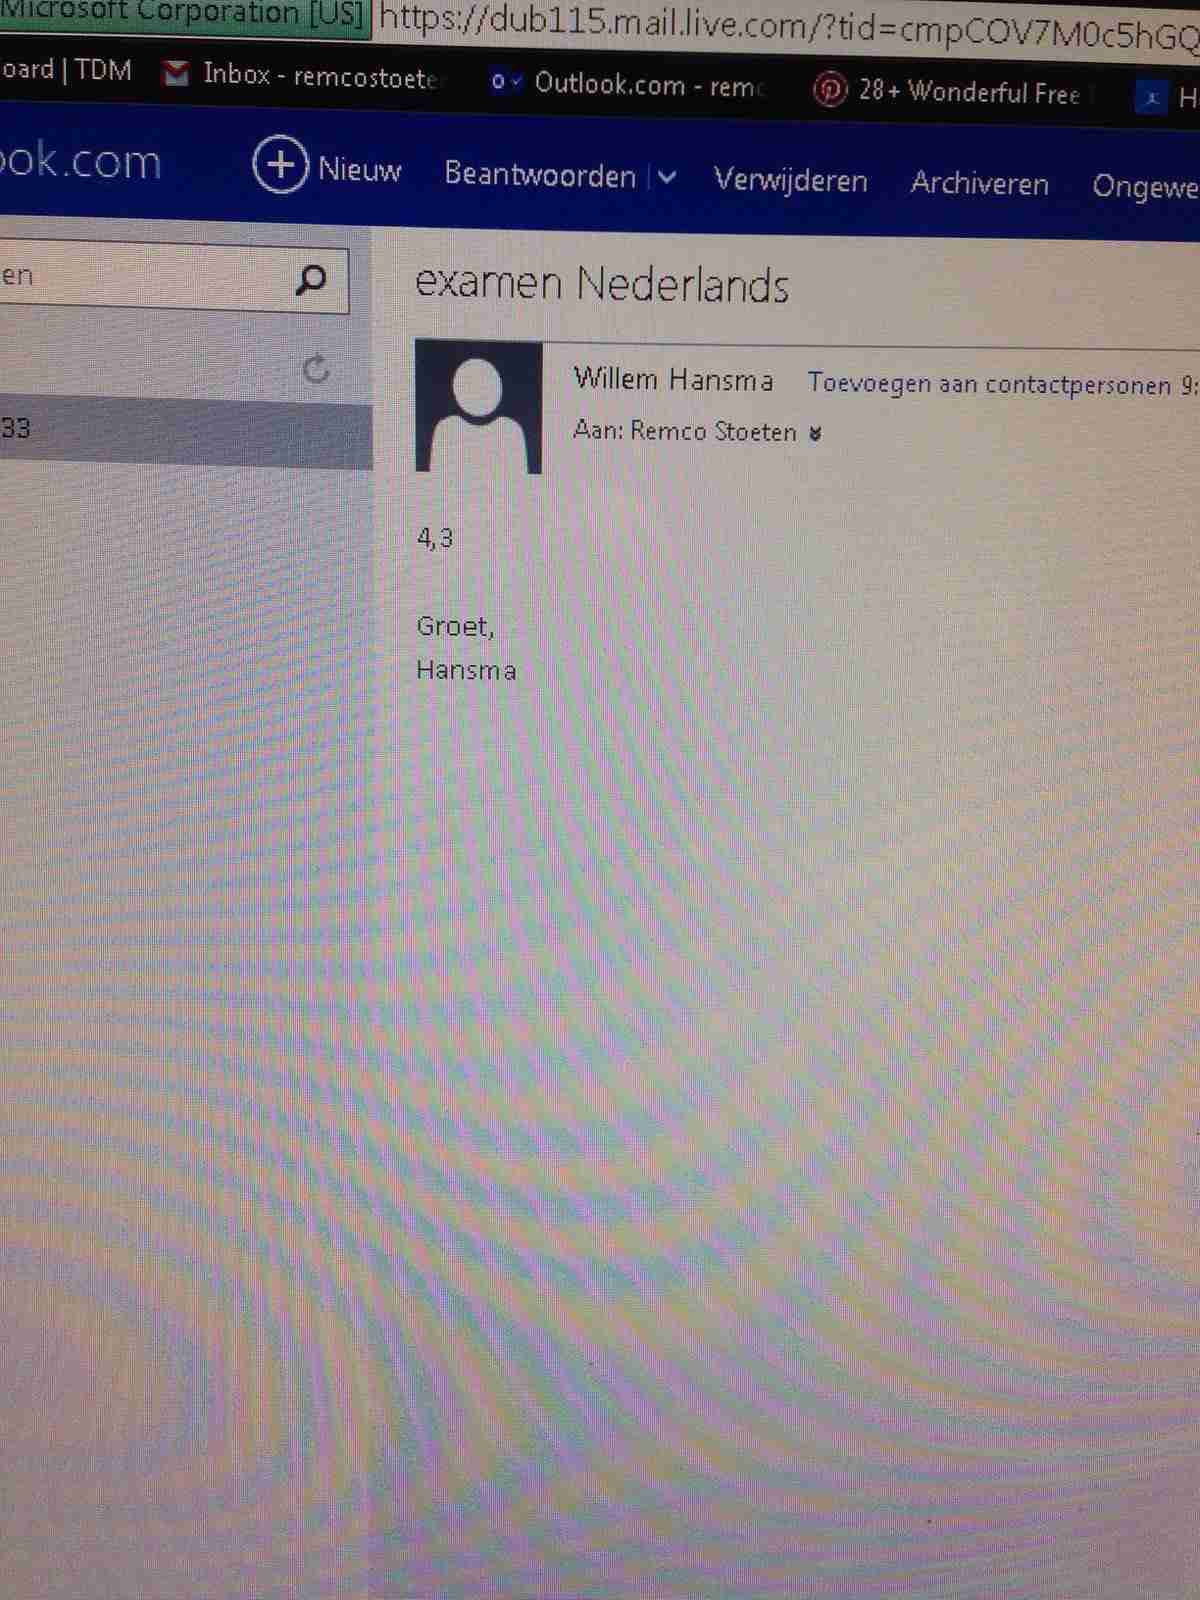 Microsoft Corporation [US] https://dub115.mail.live.com/?tid=cmpCOV7M0c5hGQ
oard | TDM Inbox - remcostoete Outlook.com - remc 28+ Wonderful Free H
ook.com Nieuw Beantwoorden Verwijderen Archiveren Ongewe
en
examen Nederlands
Willem Hansma Toevoegen aan contactpersonen 9:
Aan: Remco Stoeten
33
4,3
Groet,
Hansma